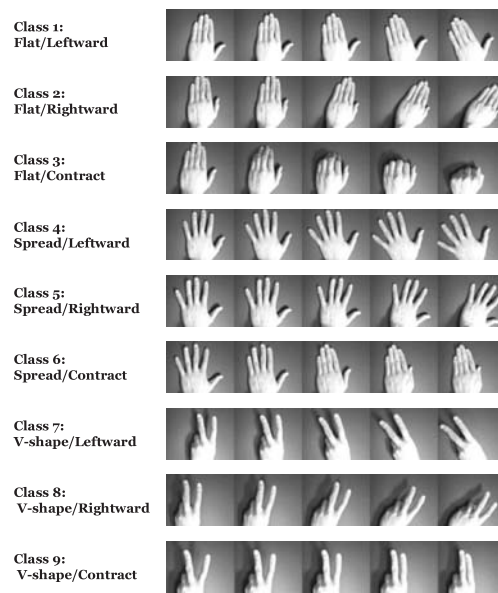 Class 1:
Flat/Leftward
Class 2:
Flat/Rightward
Class 3:
Flat/Contract
Class 4:
Spread/Leftward
Class 5:
Spread/Rightward
Class 6:
Spread/Contract
Class 7:
V-shape/Leftward
Class 8:
V-shape/Rightward
Class 9:
V-shape/Contract